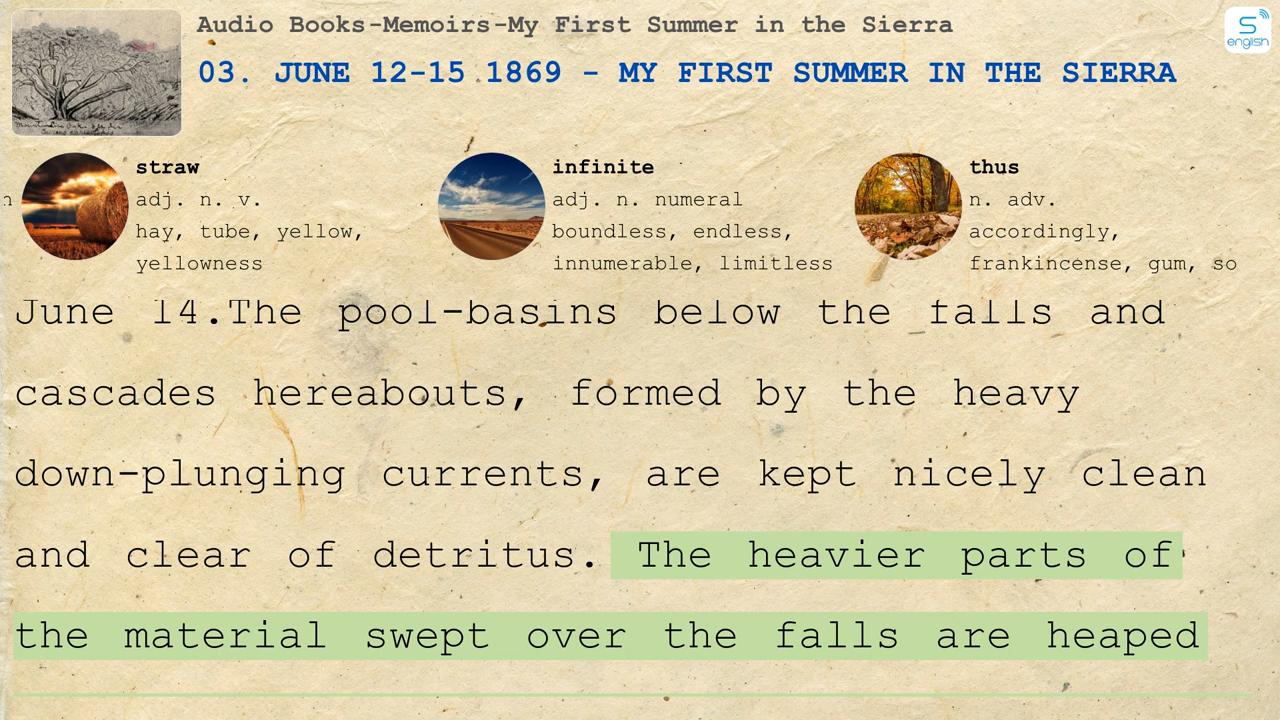 Audio Books-Memoirs-My First Summer in the Sierra
03. JUNE 12-15 1869 - MY FIRST SUMMER IN THE SIERRA
S
english
straw
adj. n. v.
hay, tube, yellow,
yellowness
infinite
adj. n. numeral
boundless, endless,
innumerable, limitless
thus
n. adv.
accordingly,
frankincense, gum, so
June 14.The pool-basins below the falls and
cascades hereabouts, formed by the heavy
down-plunging currents, are kept nicely clean
and clear of detritus. The heavier parts of
the material swept over the falls are heaped